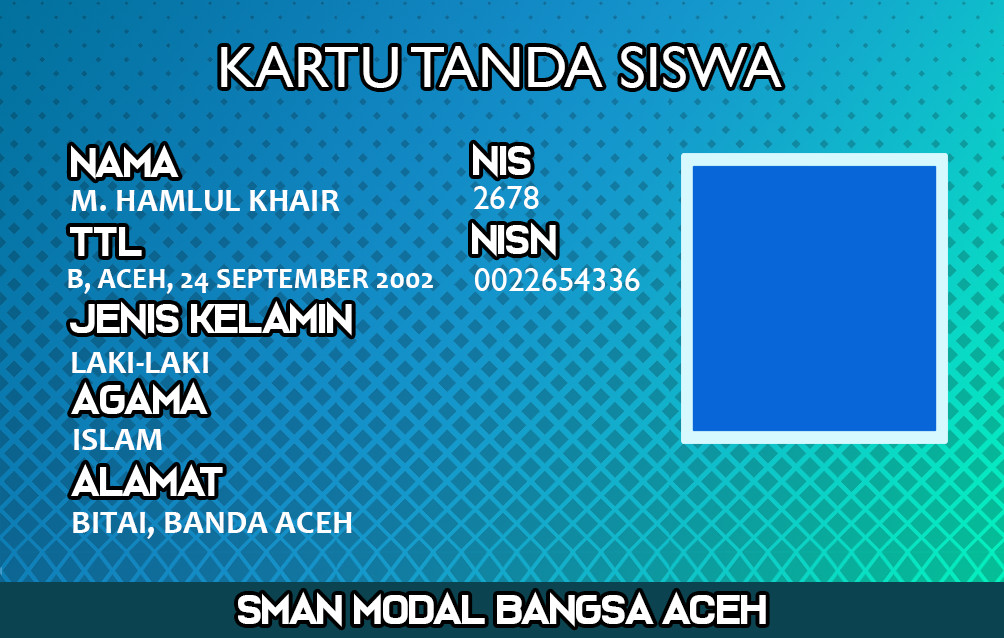 KARTU TANDA SISWA
NAMA
M. HAMLUL KHAIR
TTL
B, ACEH, 24 SEPTEMBER 2002
JENIS KELAMIN
LAKI-LAKI
AGAMA
ISLAM
ALAMAT
BITAI, BANDA ACEH
NIS
2678
NISN
0022654336
SMAN MODAL BANGSA ACEH